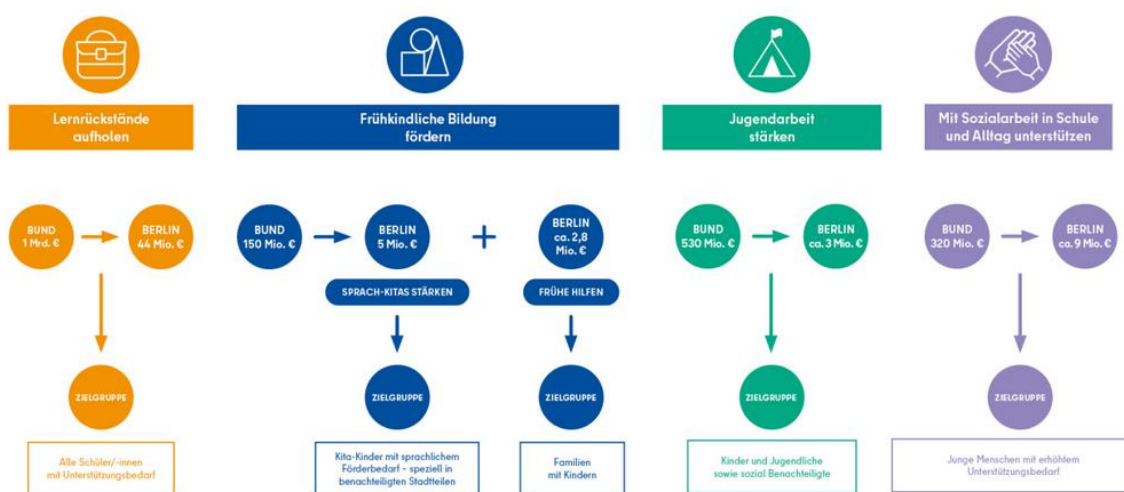 Lernrückstände
aufholen
Frühkindliche Bildung
fördern
Jugendarbeit
stärken
Mit Sozialarbeit in Schule
und Alltag unterstützen
BUND
1 Mrd. €
BERLIN
44 Mio. €
BUND
150 Mio. €
BERLIN
5 Mio. €
+
BERLIN
ca. 2,8
Mio. €
BUND
530 Mio. €
BERLIN
ca. 3 Mio. €
BUND
320 Mio. €
BERLIN
ca. 9 Mio. €
SPRACH-KITAS STÄRKEN
FRÜHE HILFEN
ZIELGRUPPE
ZIELGRUPPE
ZIELGRUPPE
ZIELGRUPPE
ZIELGRUPPE
Alle Schüler/-innen
mit Unterstützungsbedarf
Kita-Kinder mit sprachlichem
Förderbedarf – speziell in
benachteiligten Stadtteilen
Familien
mit Kindern
Kinder und Jugendliche
sowie sozial Benachteiligte
Junge Menschen mit erhöhtem
Unterstützungsbedarf